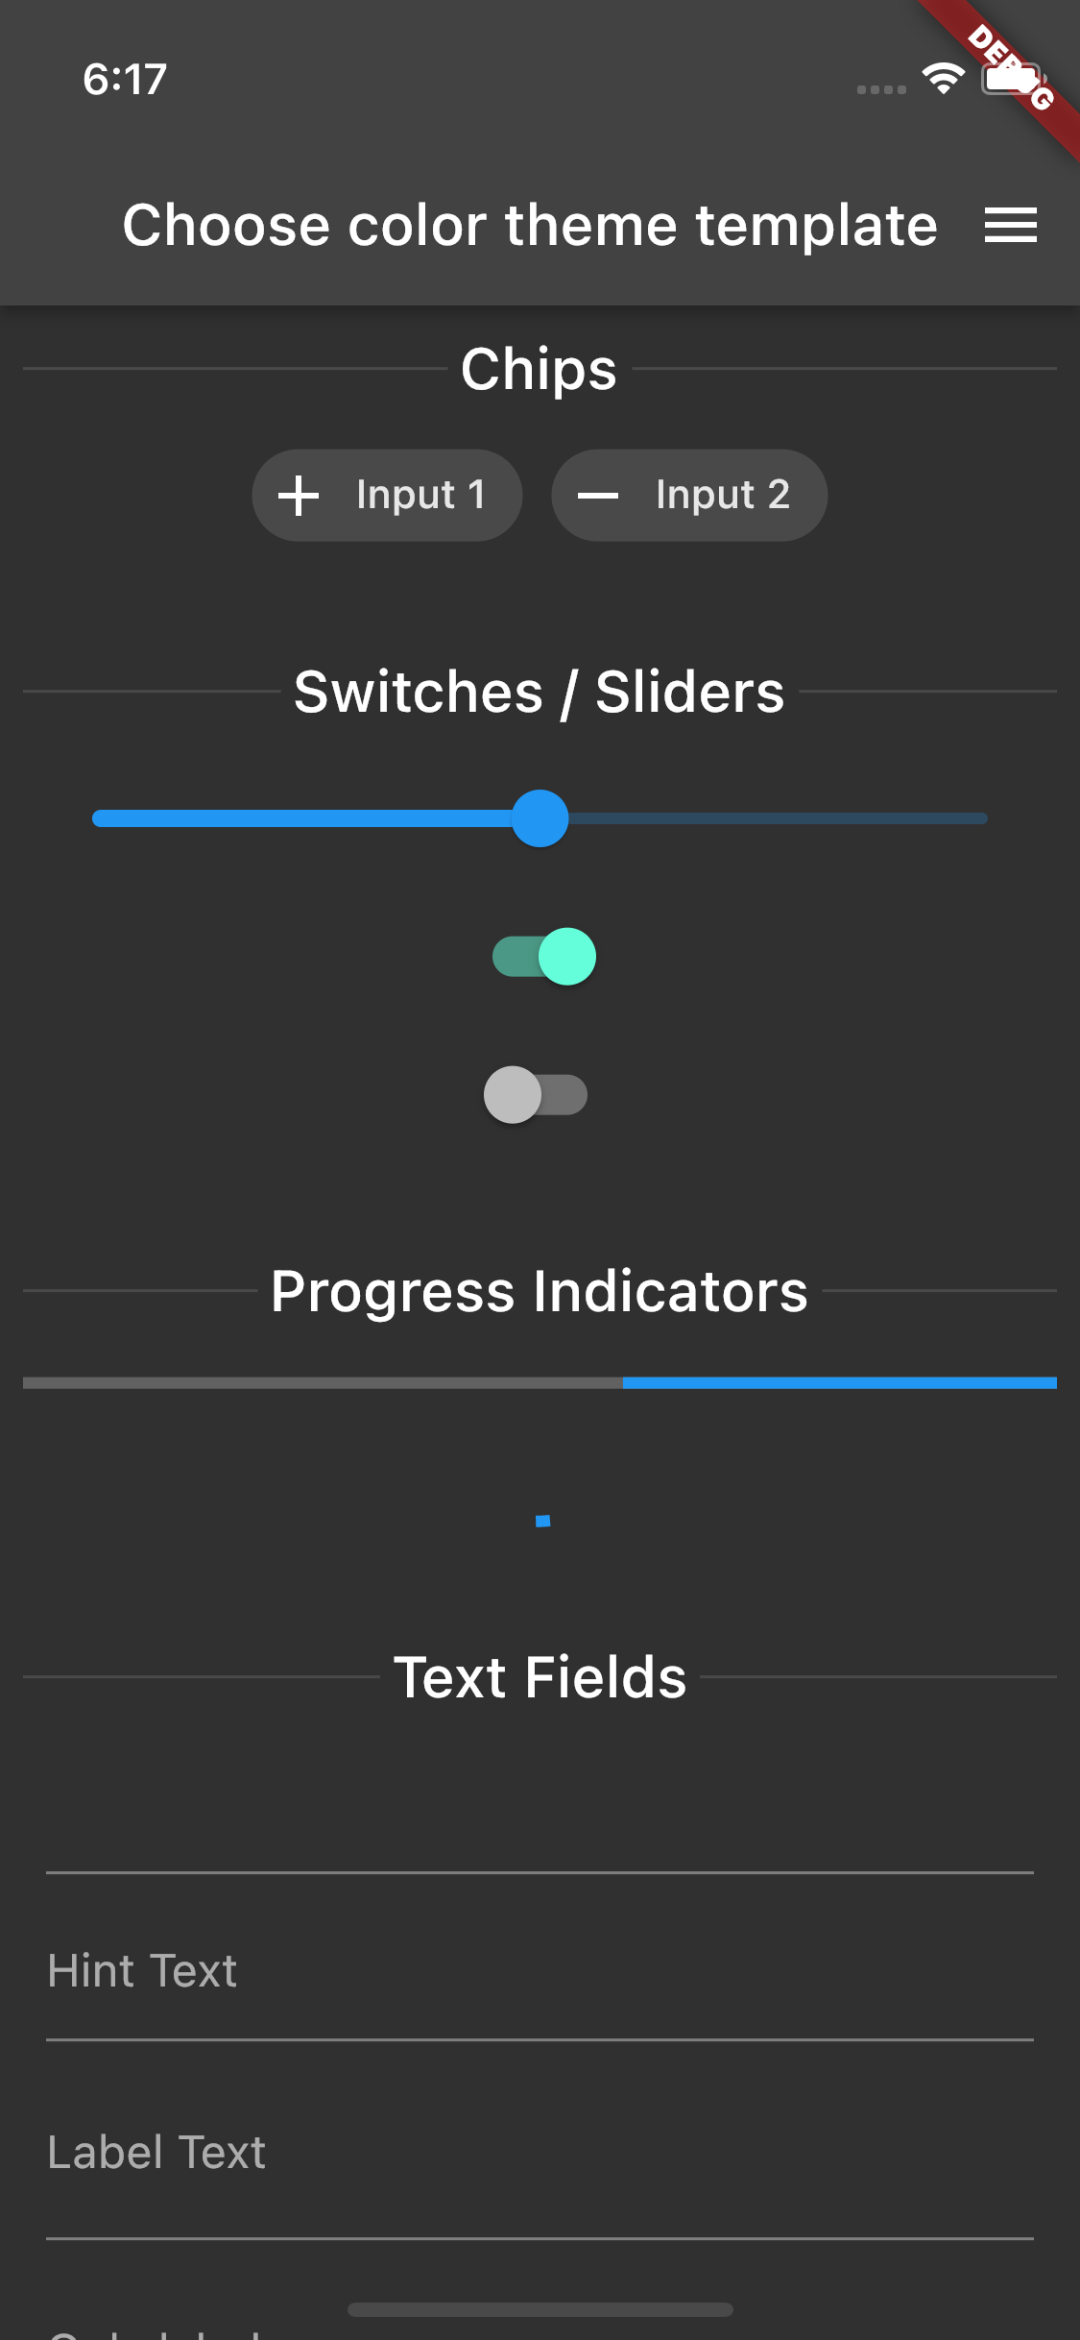 6:17
Choose color theme template
Chips
Input 1
Input 2
Switches / Sliders
Progress Indicators
Text Fields
Hint Text
Label Text